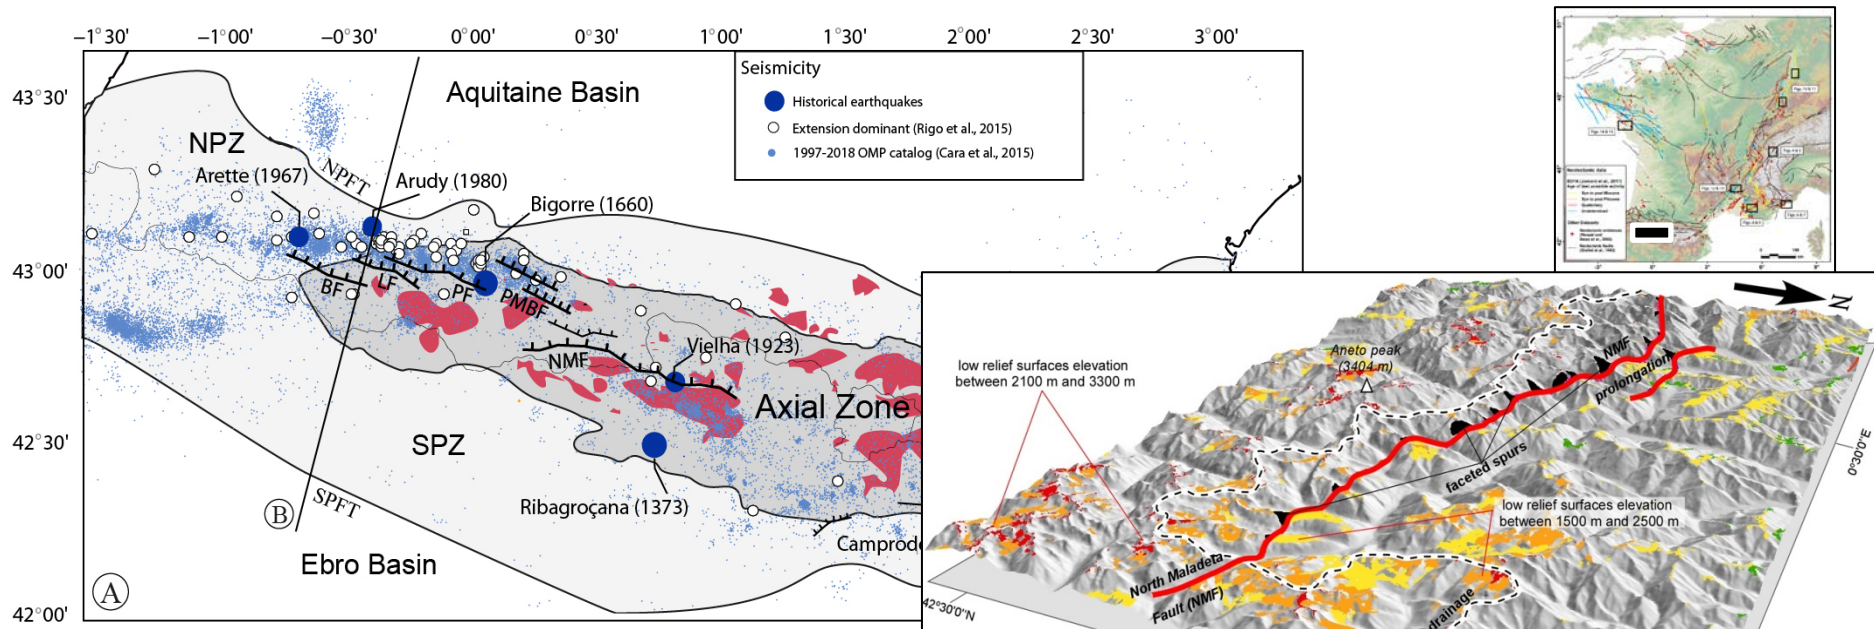 -1°30'
-1°00'
-0°30'
0°00'
0°30'
1°00'
1°30'
2°00'
2°30'
3°00'
43°30'
43°00'
42°30'
42°00'
Aquitaine Basin
NPZ
NPFT
Arette (1967)
Arudy (1980)
Bigorre (1660)
BF
LF
PF
PMBF
NMF
Vielha (1923)
Axial Zone
SPZ
SPFT
Ribagroçana (1373)
B
Ebro Basin
A
Seismicity
Historical earthquakes
Extension dominant (Rigo et al., 2015)
1997-2018 OMP catalog (Cara et al., 2015)
low relief surfaces elevation
between 2100 m and 3300 m
Aneto peak
(3404 m)
NMF
prolongation
N
faceted spurs
low relief surfaces elevation
between 1500 m and 2500 m
North Maladeta
Fault (NMF)
drainage
42°30'0"N
0°30'E